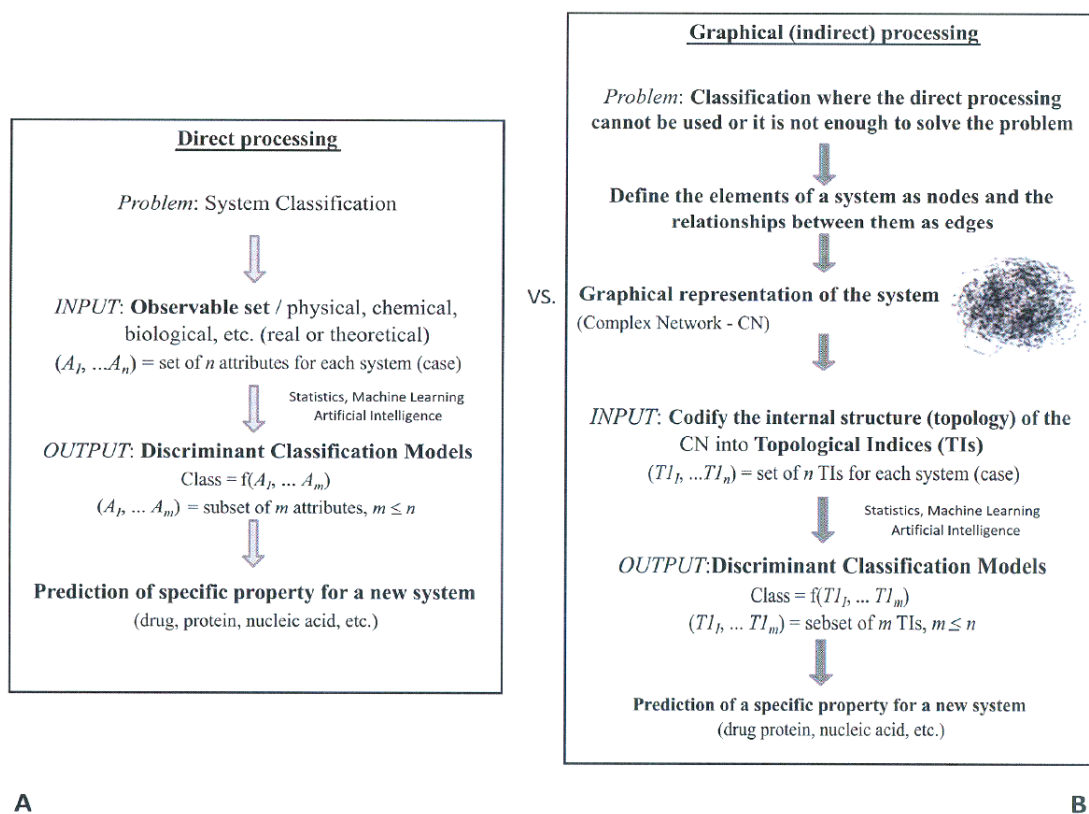 Direct processing
Problem: System Classification
INPUT: Observable set / physical, chemical,
biological, etc. (real or theoretical)
(A1, ...An) = set of n attributes for each system (case)
Statistics, Machine Learning
Artificial Intelligence
OUTPUT: Discriminant Classification Models
Class = f(A1, ... Am)
(A1, ... Am) = subset of m attributes, m ≤ n
Prediction of specific property for a new system
(drug, protein, nucleic acid, etc.)
A
VS.
Graphical (indirect) processing
Problem: Classification where the direct processing
cannot be used or it is not enough to solve the problem
Define the elements of a system as nodes and the
relationships between them as edges
Graphical representation of the system
(Complex Network - CN)
INPUT: Codify the internal structure (topology) of the
CN into Topological Indices (TIs)
(T1I, ...T1n) = set of n TIs for each system (case)
Statistics, Machine Learning
Artificial Intelligence
OUTPUT:Discriminant Classification Models
Class = f(T1I, ... T1m)
(T1I, ... T1m) = sebset of m TIs, m ≤ n
Prediction of a specific property for a new system
(drug protein, nucleic acid, etc.)
B